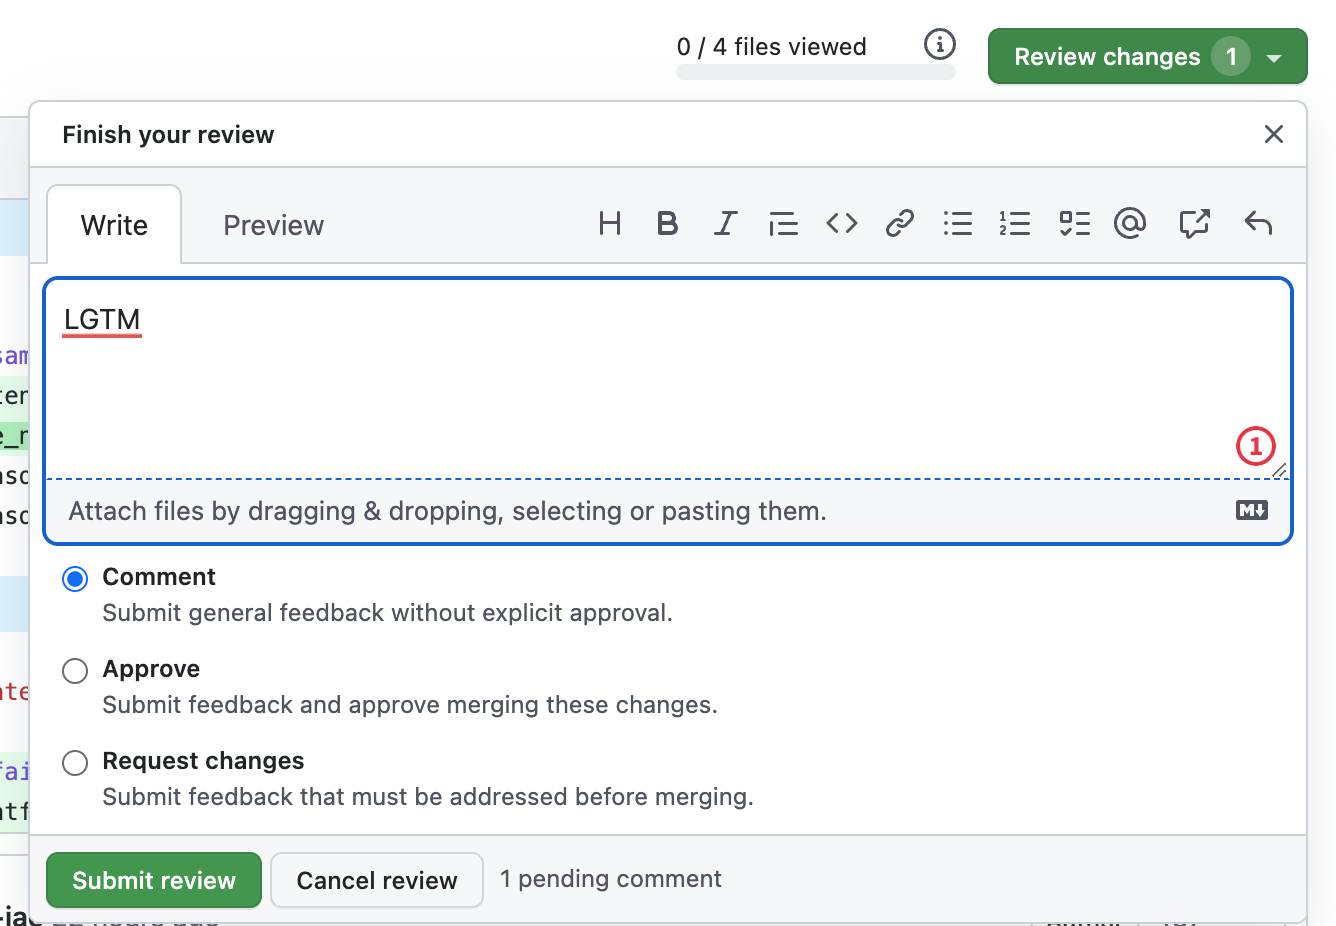 0 / 4 files viewed
Review changes 1
Finish your review
Write Preview
LGTM
1
Attach files by dragging & dropping, selecting or pasting them.
Comment
Submit general feedback without explicit approval.
Approve
Submit feedback and approve merging these changes.
Request changes
Submit feedback that must be addressed before merging.
Submit review Cancel review 1 pending comment